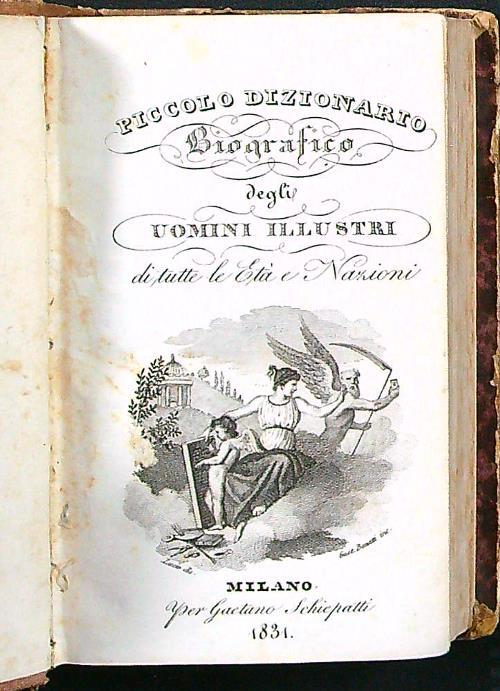 PICCOLO DIZIONARIO
Biografico
degli
UOMINI ILLUSTRI
di tutte le Età e Nazioni
MILANO
Per Gaetano Schiepatti
1831.